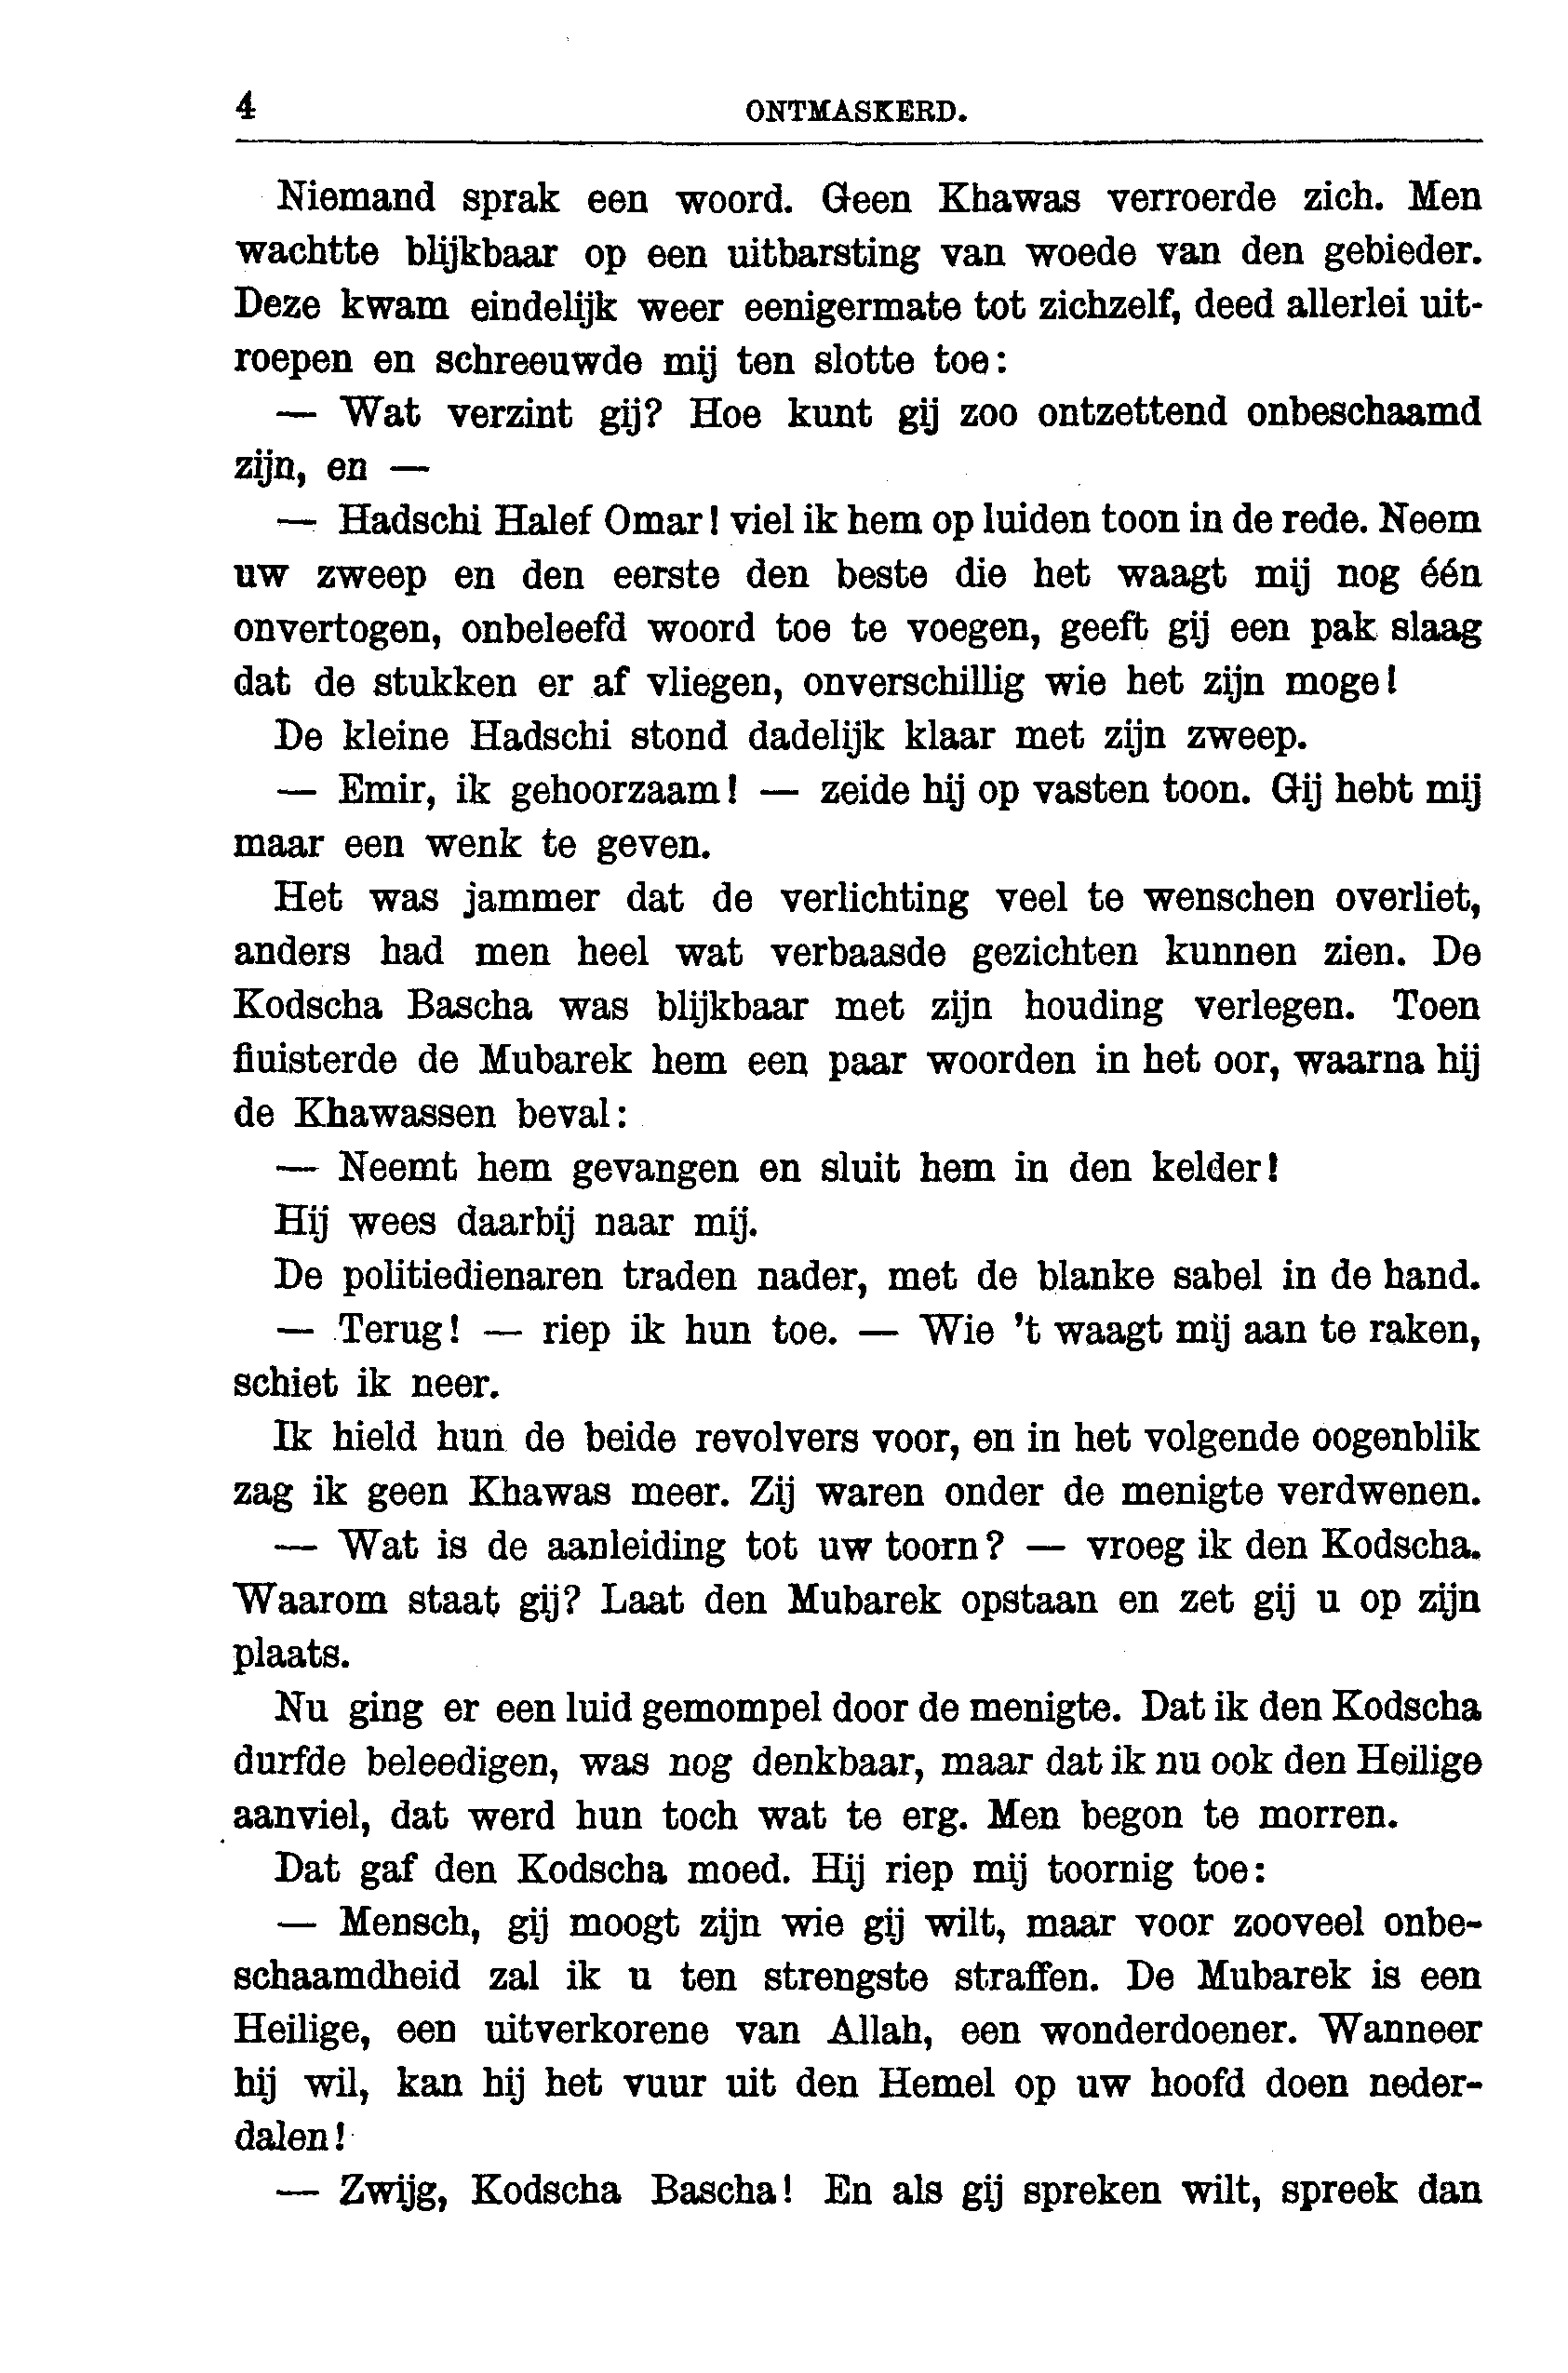 4 ONTMASKERD.
Niemand sprak een woord. Geen Khawas verroerde zich. Men
wachtte blijkbaar op een uitbarsting van woede van den gebieder.
Deze kwam eindelijk weer eenigermate tot zichzelf, deed allerlei uit-
roepen en schreeuwde mij ten slotte toe:
— Wat verzint gij? Hoe kunt gij zoo ontzettend onbeschaamd
zijn, en —
— Hadschi Halef Omar! viel ik hem op luiden toon in de rede. Neem
uw zweep en den eerste den beste die het waagt mij nog één
onvertogen, onbeleefd woord toe te voegen, geeft gij een pak slaag
dat de stukken er af vliegen, onverschillig wie het zijn moge!
De kleine Hadschi stond dadelijk klaar met zijn zweep.
— Emir, ik gehoorzaam! — zeide hij op vasten toon. Gij hebt mij
maar een wenk te geven.
Het was jammer dat de verlichting veel te wenschen overliet,
anders had men heel wat verbaasde gezichten kunnen zien. De
Kodscha Bascha was blijkbaar met zijn houding verlegen. Toen
fluisterde de Mubarek hem een paar woorden in het oor, waarna hij
de Khawassen beval:
— Neemt hem gevangen en sluit hem in den kelder!
Hij wees daarbij naar mij.
De politiedienaren traden nader, met de blanke sabel in de hand.
— Terug! — riep ik hun toe. — Wie 't waagt mij aan te raken,
schiet ik neer.
Ik hield hun de beide revolvers voor, en in het volgende oogenblik
zag ik geen Khawas meer. Zij waren onder de menigte verdwenen.
— Wat is de aanleiding tot uw toorn? — vroeg ik den Kodscha.
Waarom staat gij? Laat den Mubarek opstaan en zet gij u op zijn
plaats.
Nu ging er een luid gemompel door de menigte. Dat ik den Kodscha
durfde beleedigen, was nog denkbaar, maar dat ik nu ook den Heilige
aanviel, dat werd hun toch wat te erg. Men begon te morren.
Dat gaf den Kodscha moed. Hij riep mij toornig toe:
— Mensch, gij moogt zijn wie gij wilt, maar voor zooveel onbe-
schaamdheid zal ik u ten strengste straffen. De Mubarek is een
Heilige, een uitverkorene van Allah, een wonderdoener. Wanneer
hij wil, kan hij het vuur uit den Hemel op uw hoofd doen neder-
dalen!
— Zwijg, Kodscha Bascha! En als gij spreken wilt, spreek dan